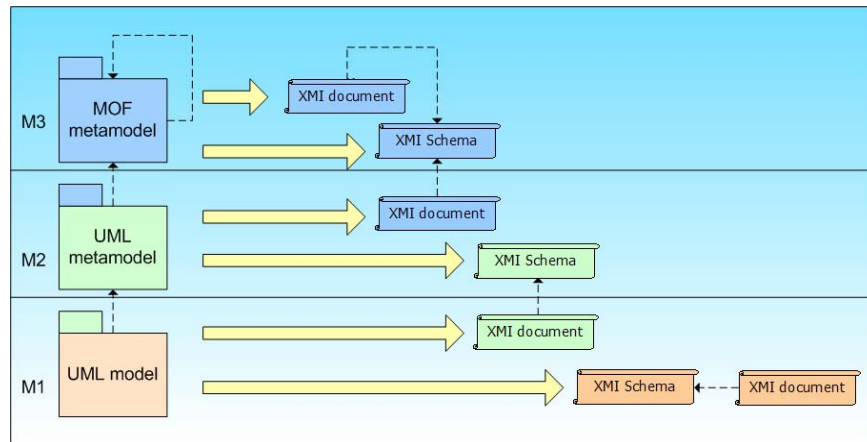 M3
MOF
metamodel
XMI document
XMI Schema
M2
UML
metamodel
XMI document
XMI Schema
M1
UML model
XMI document
XMI Schema
XMI document